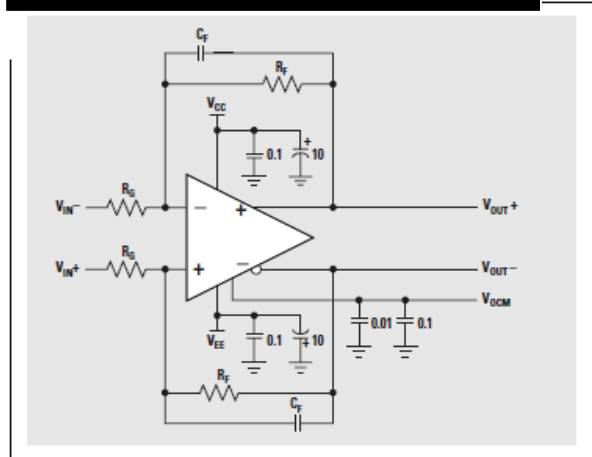 CF
RF
VCC
+
0.1
10
RG
VIN−
−
+
VOUT+
RG
VIN+
+
−
VOUT−
VOCM
0.01
0.1
VEE
0.1
+
10
RF
CF